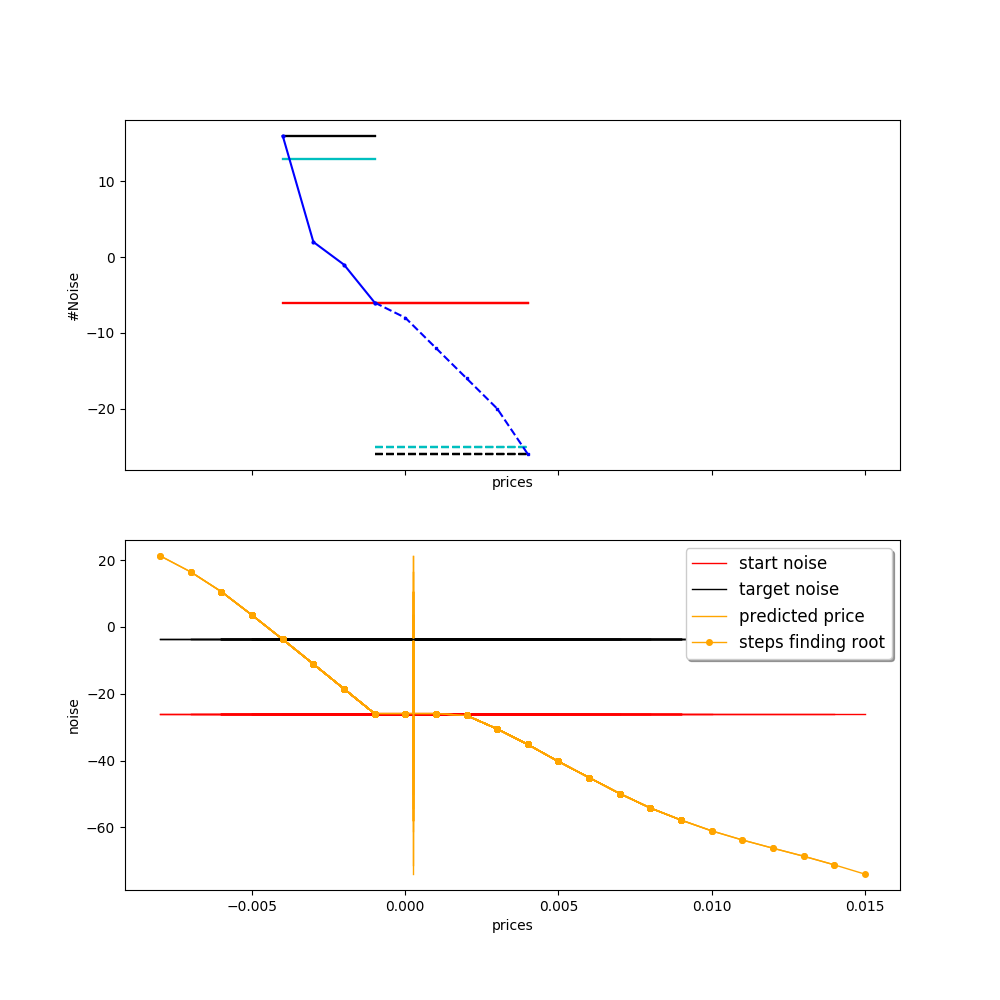 10
0
−10
−20
#Noise
prices
20
0
−20
−40
−60
noise
start noise
target noise
predicted price
steps finding root
−0.005
0.000
0.005
0.010
0.015
prices